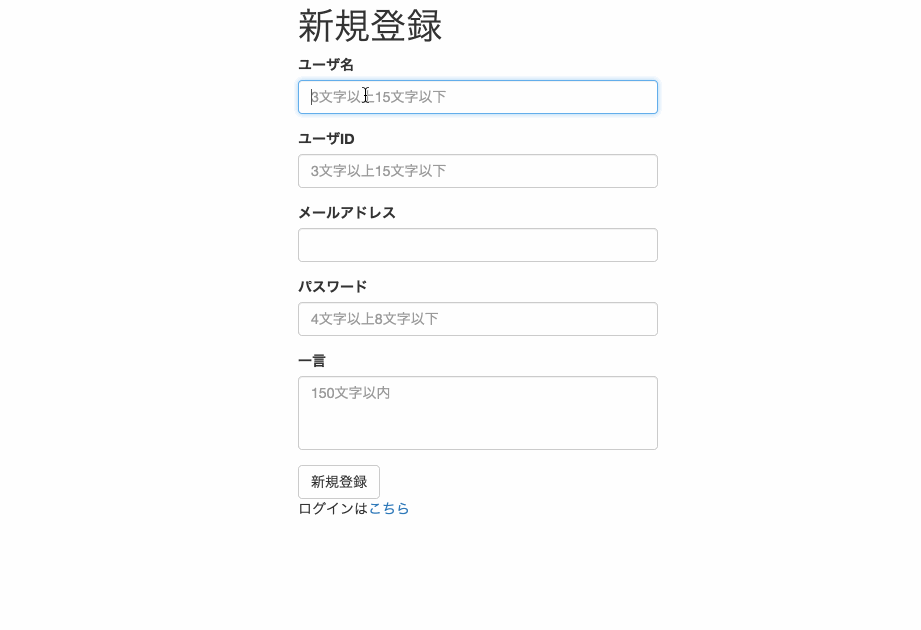 新規登録
ユーザ名
3文字以上15文字以下
ユーザID
3文字以上15文字以下
メールアドレス
パスワード
4文字以上8文字以下
一言
150文字以内
新規登録
ログインはこちら